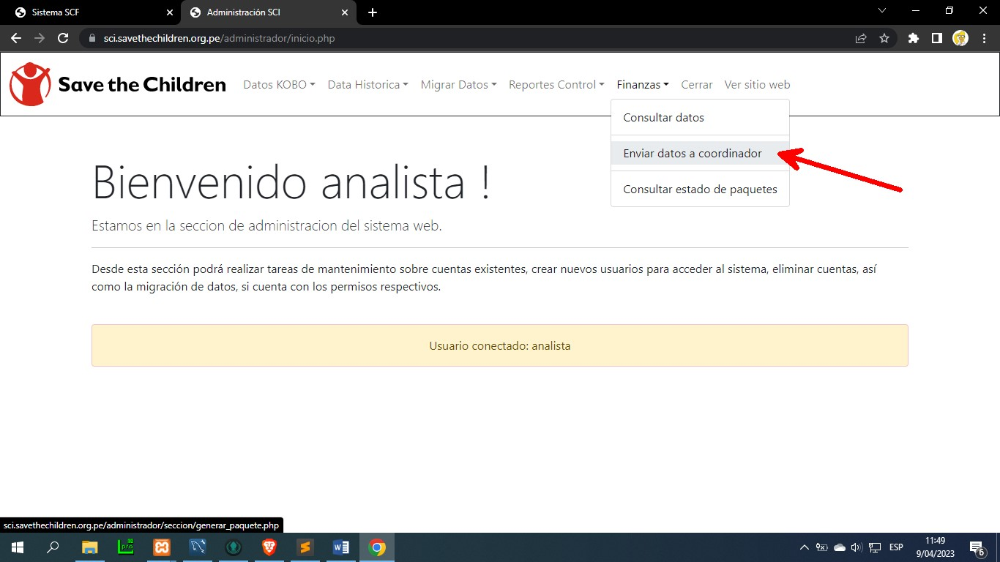 Sistema SCF
Administración SCI
sci.savethechildren.org.pe/administrador/inicio.php
Save the Children
Datos KOBO
Data Historica
Migrar Datos
Reportes Control
Finanzas
Cerrar
Ver sitio web
Consultar datos
Enviar datos a coordinador
Consultar estado de paquetes
Bienvenido analista !
Estamos en la seccion de administracion del sistema web.
Desde esta sección podrá realizar tareas de mantenimiento sobre cuentas existentes, crear nuevos usuarios para acceder al sistema, eliminar cuentas, así
como la migración de datos, si cuenta con los permisos respectivos.
Usuario conectado: analista
sci.savethechildren.org.pe/administrador/seccion/generar_paquete.php
ESP
11:49
9/04/2023
6